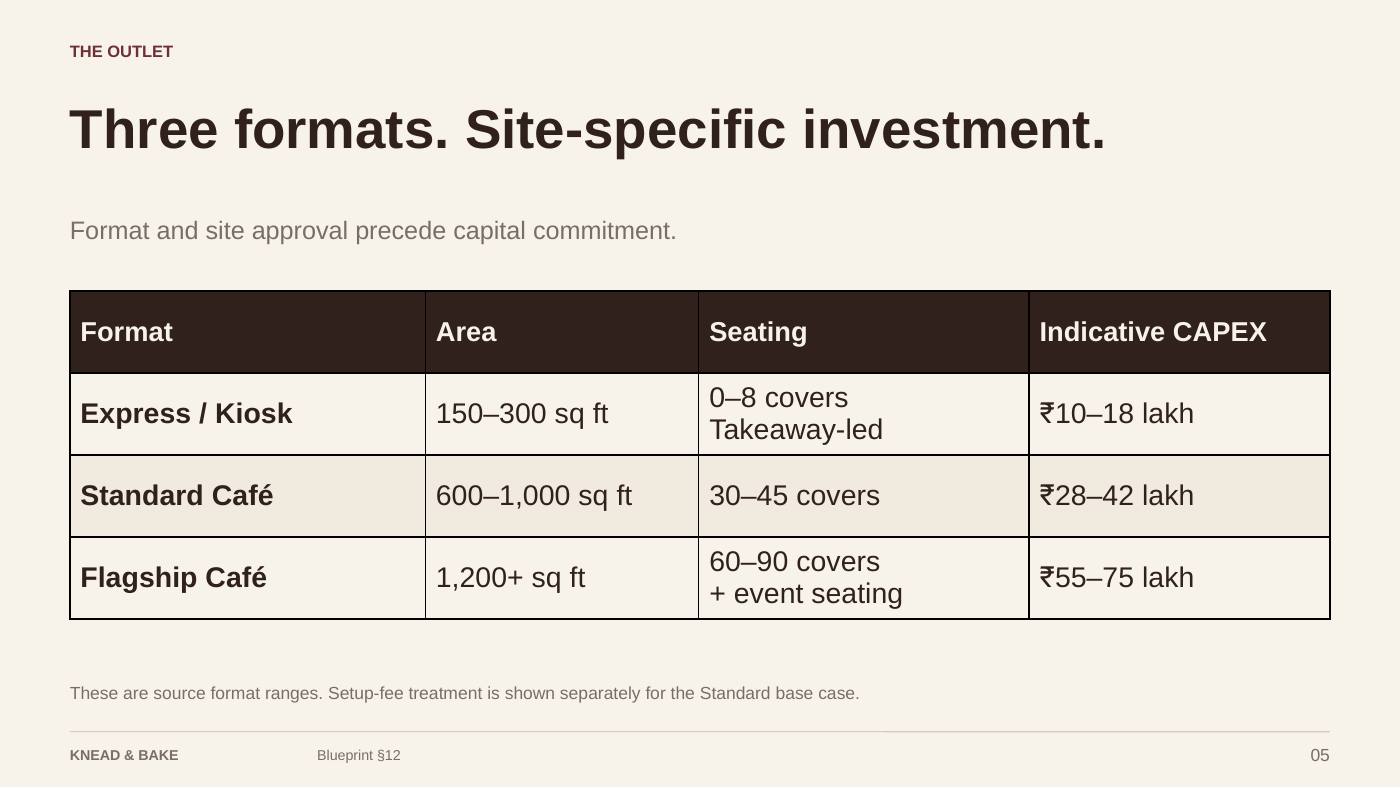 THE OUTLET
Three formats. Site-specific investment.
Format and site approval precede capital commitment.
Format Area Seating Indicative CAPEX
Express / Kiosk 150–300 sq ft 0–8 covers
Takeaway-led ₹10–18 lakh
Standard Café 600–1,000 sq ft 30–45 covers ₹28–42 lakh
Flagship Café 1,200+ sq ft 60–90 covers
+ event seating ₹55–75 lakh
These are source format ranges. Setup-fee treatment is shown separately for the Standard base case.
KNEAD & BAKE Blueprint §12 05